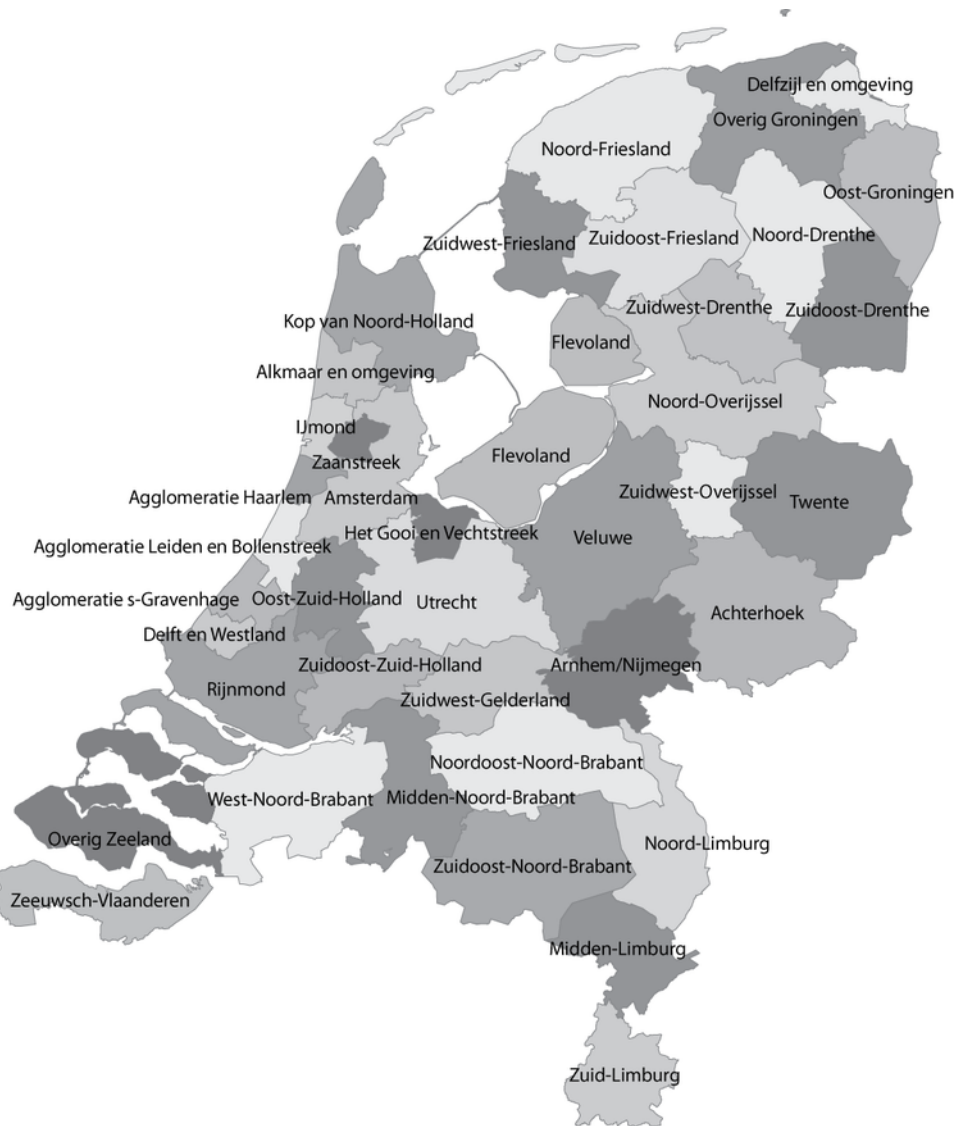 Delfzijl en omgeving
Overig Groningen
Noord-Friesland
Oost-Groningen
Zuidwest-Friesland
Zuidoost-Friesland
Noord-Drenthe
Zuidwest-Drenthe
Zuidoost-Drenthe
Kop van Noord-Holland
Flevoland
Alkmaar en omgeving
Noord-Overijssel
IJmond
Zaanstreek
Flevoland
Agglomeratie Haarlem
Amsterdam
Zuidwest-Overijssel
Twente
Het Gooi en Vechtstreek
Veluwe
Agglomeratie Leiden en Bollenstreek
Agglomeratie s-Gravenhage
Oost-Zuid-Holland
Utrecht
Achterhoek
Delft en Westland
Zuidoost-Zuid-Holland
Arnhem/Nijmegen
Rijnmond
Zuidwest-Gelderland
Noordoost-Noord-Brabant
West-Noord-Brabant
Midden-Noord-Brabant
Overig Zeeland
Noord-Limburg
Zuidoost-Noord-Brabant
Zeeuwsch-Vlaanderen
Midden-Limburg
Zuid-Limburg